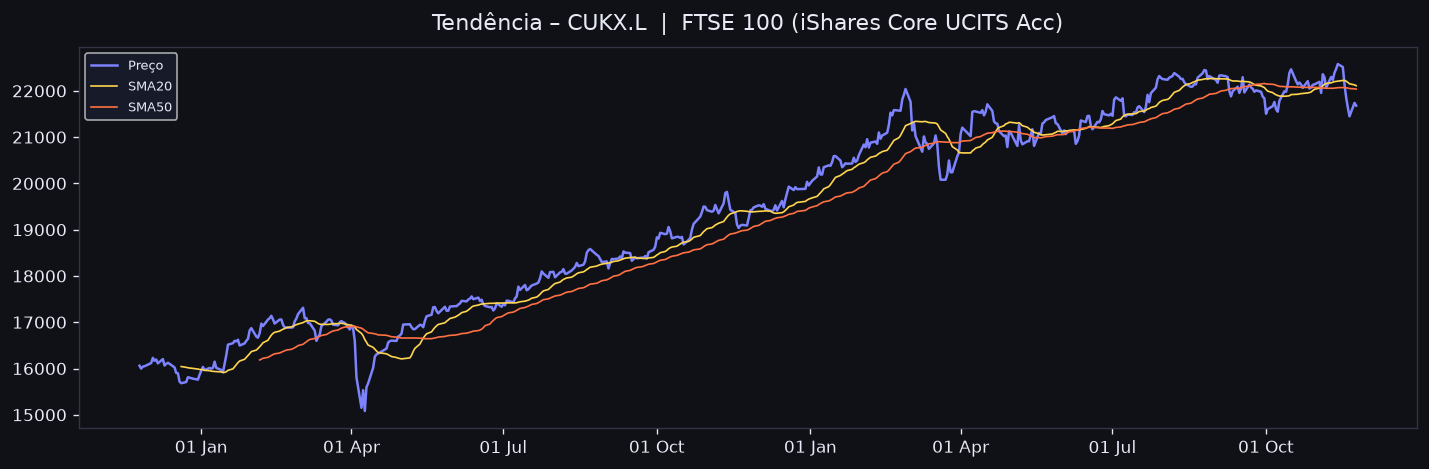 Tendência – CUKX.L | FTSE 100 (iShares Core UCITS Acc)
Preço
SMA20
SMA50
22000
21000
20000
19000
18000
17000
16000
15000
01 Jan
01 Apr
01 Jul
01 Oct
01 Jan
01 Apr
01 Jul
01 Oct